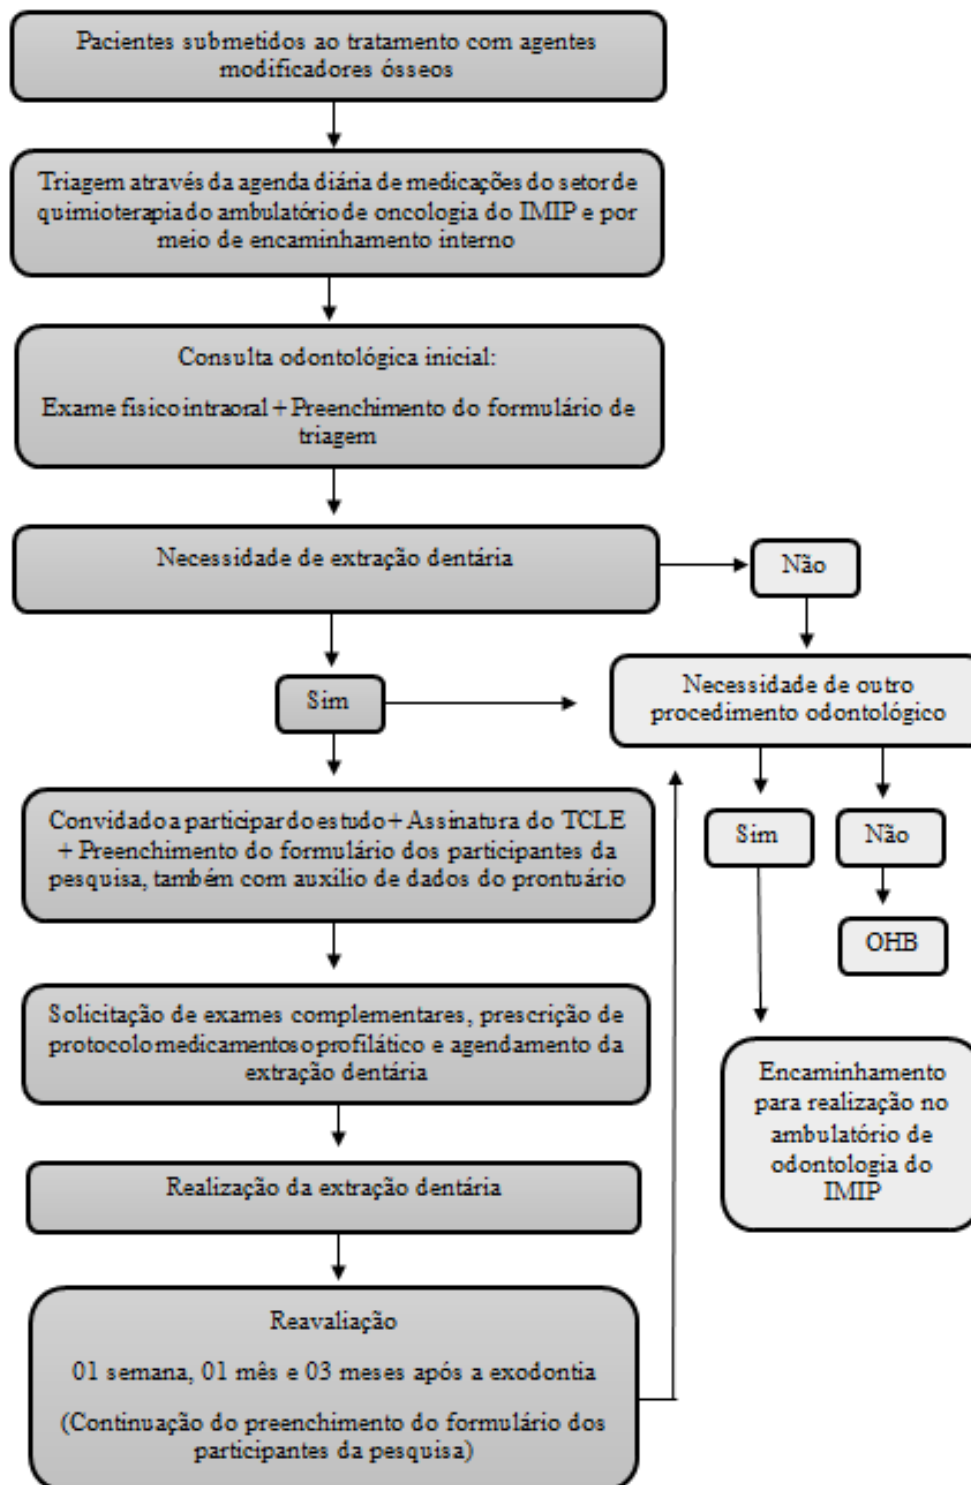 Pacientes submetidos ao tratamento com agentes
modificadores ósseos
Triagem através da agenda diária de medicações do setor de
quimioterapia do ambulatório de oncologia do IMIP e por
meio de encaminhamento interno
Consulta odontológica inicial:
Exame fisico intraoral + Preenchimento do formulário de
triagem
Necessidade de extração dentária
Não
Sim
Necessidade de outro
procedimento odontológico
Convidado a participar do estudo + Assinatura do TCLE
+ Preenchimento do formulário dos participantes da
pesquisa, também com auxilio de dados do prontuário
Sim
Não
OHB
Solicitação de exames complementares, prescrição de
protocolo medicamentoso profilático e agendamento da
extração dentária
Encaminhamento
para realização no
ambulatório de
odontologia do
IMIP
Realização da extração dentária
Reavaliação
01 semana, 01 mês e 03 meses após a exodontia
(Continuação do preenchimento do formulário dos
participantes da pesquisa)